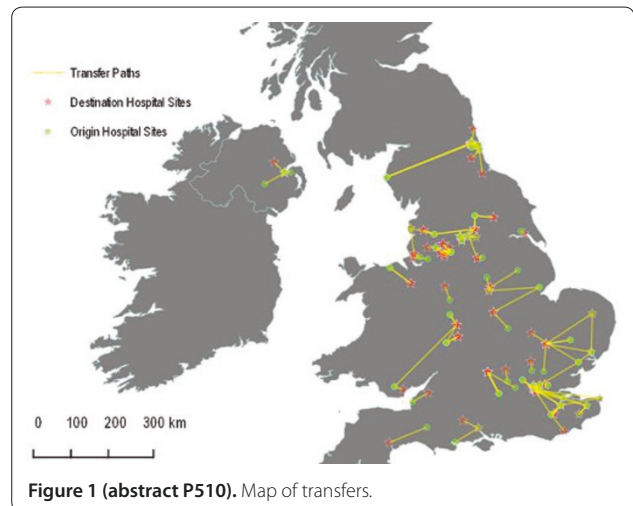 Transfer Paths
Destination Hospital Sites
Origin Hospital Sites
0 100 200 300 km
Figure 1 (abstract P510). Map of transfers.